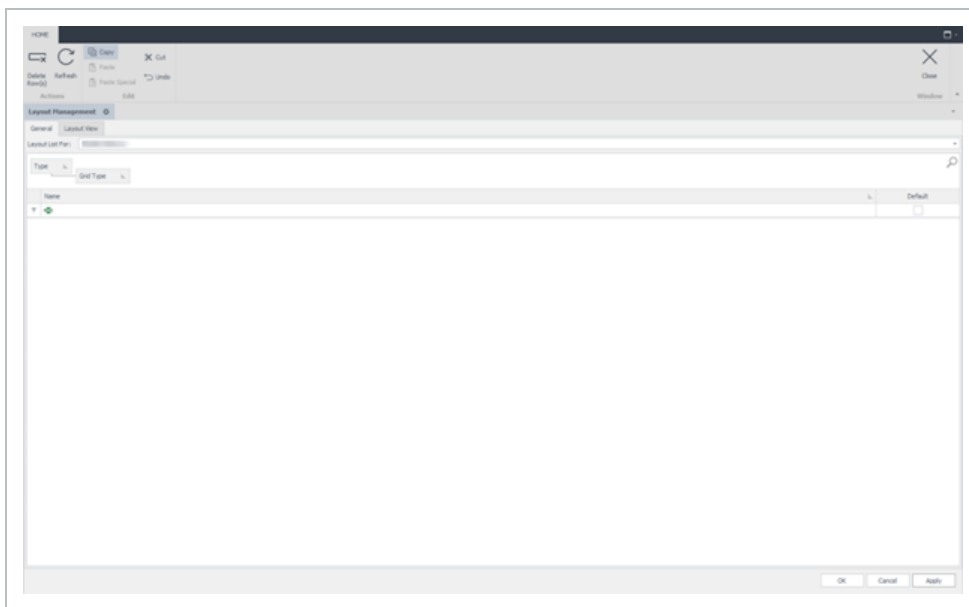 HOME
Delete Row(s)
Refresh
Copy
Paste
Paste Special
Cut
Undo
Close
Actions
Edit
Window
Layout Management
General
Layout View
Layout List For:
Type
Grid Type
Name
Default
OK
Cancel
Apply